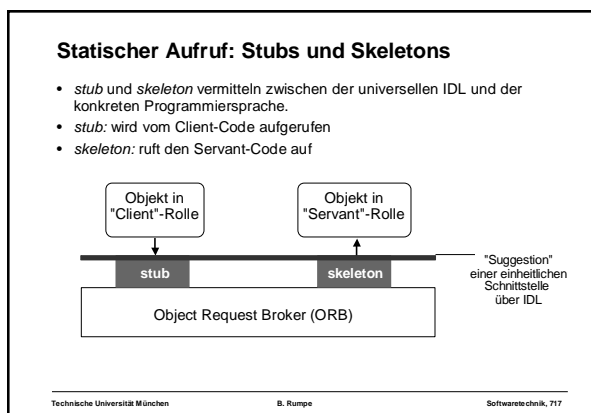 Statischer Aufruf: Stubs und Skeletons
• stub und skeleton vermitteln zwischen der universellen IDL und der
konkreten Programmiersprache.
• stub: wird vom Client-Code aufgerufen
• skeleton: ruft den Servant-Code auf
Objekt in
"Client"-Rolle
Objekt in
"Servant"-Rolle
"Suggestion"
einer einheitlichen
Schnittstelle
über IDL
stub
skeleton
Object Request Broker (ORB)
Technische Universität München
B. Rumpe
Softwaretechnik, 717